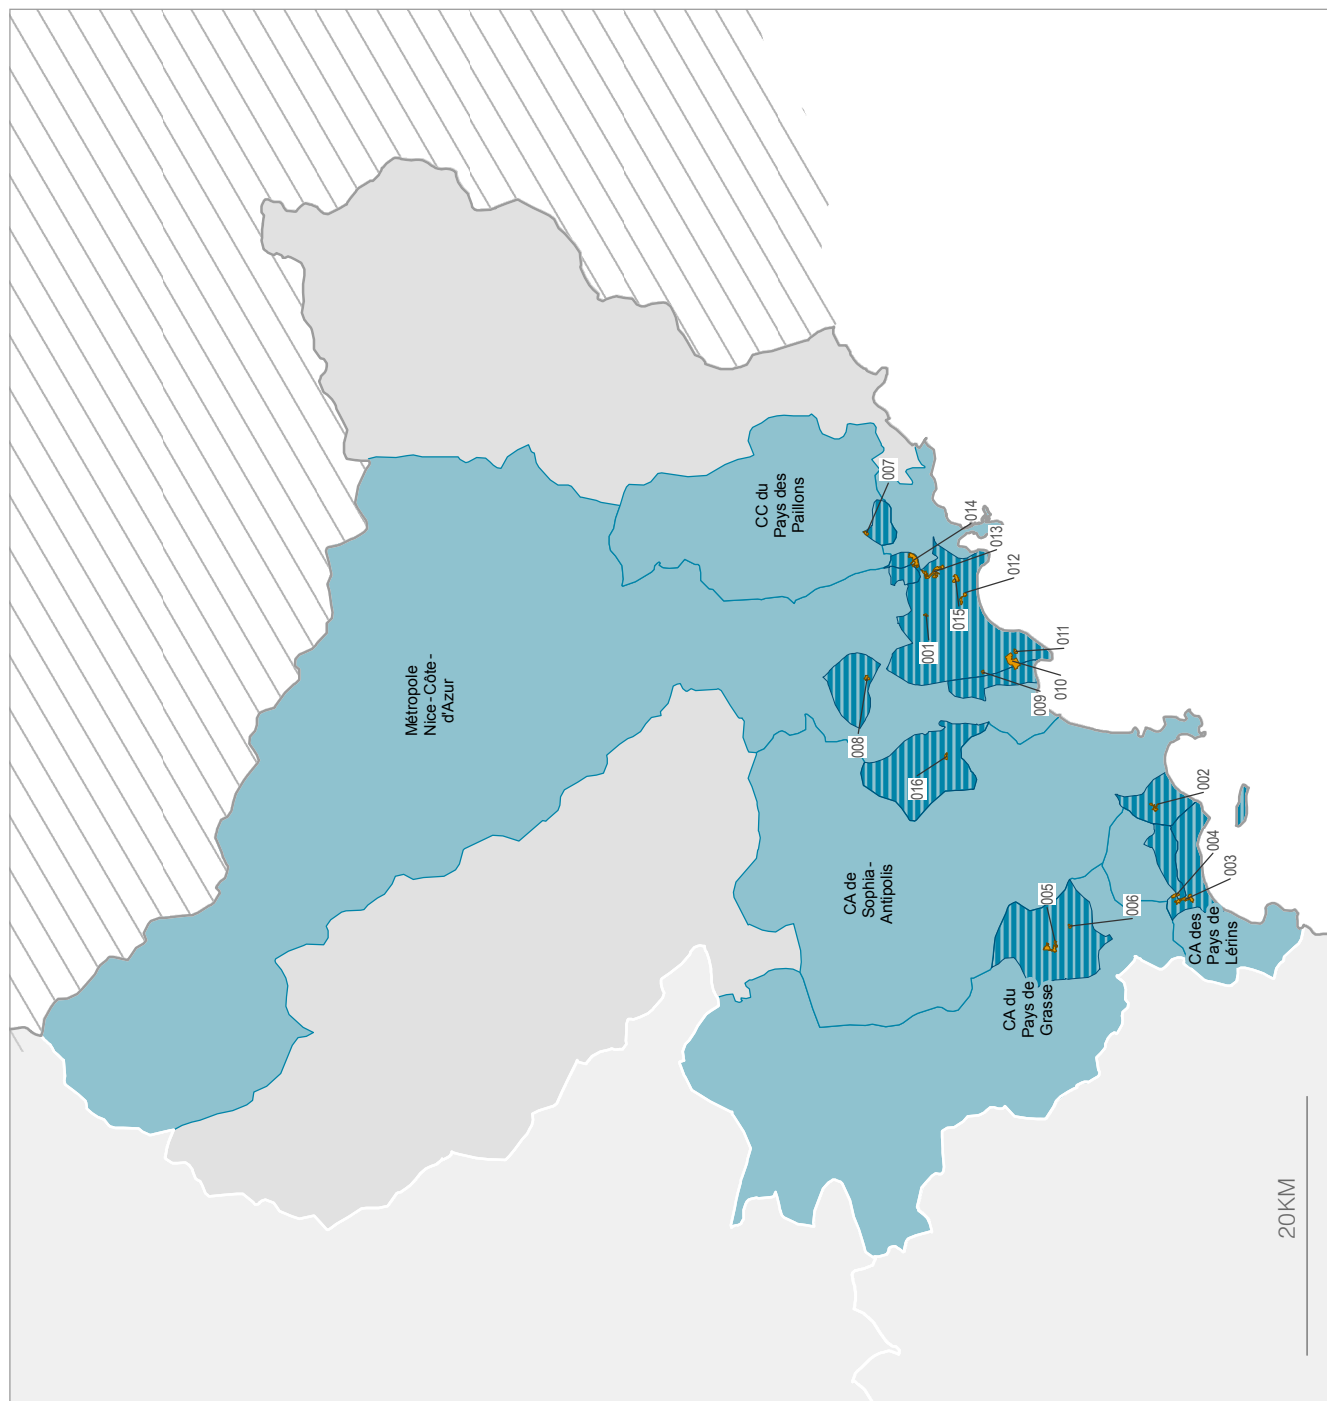 Métropole
Nice-Côte-
d'Azur
CC du
Pays des
Paillons
007
014
013
012
015
001
011
010
009
008
016
CA de
Sophia-
Antipolis
002
004
003
005
006
CA des
Pays de
Lérins
CA du
Pays de
Grasse
20KM